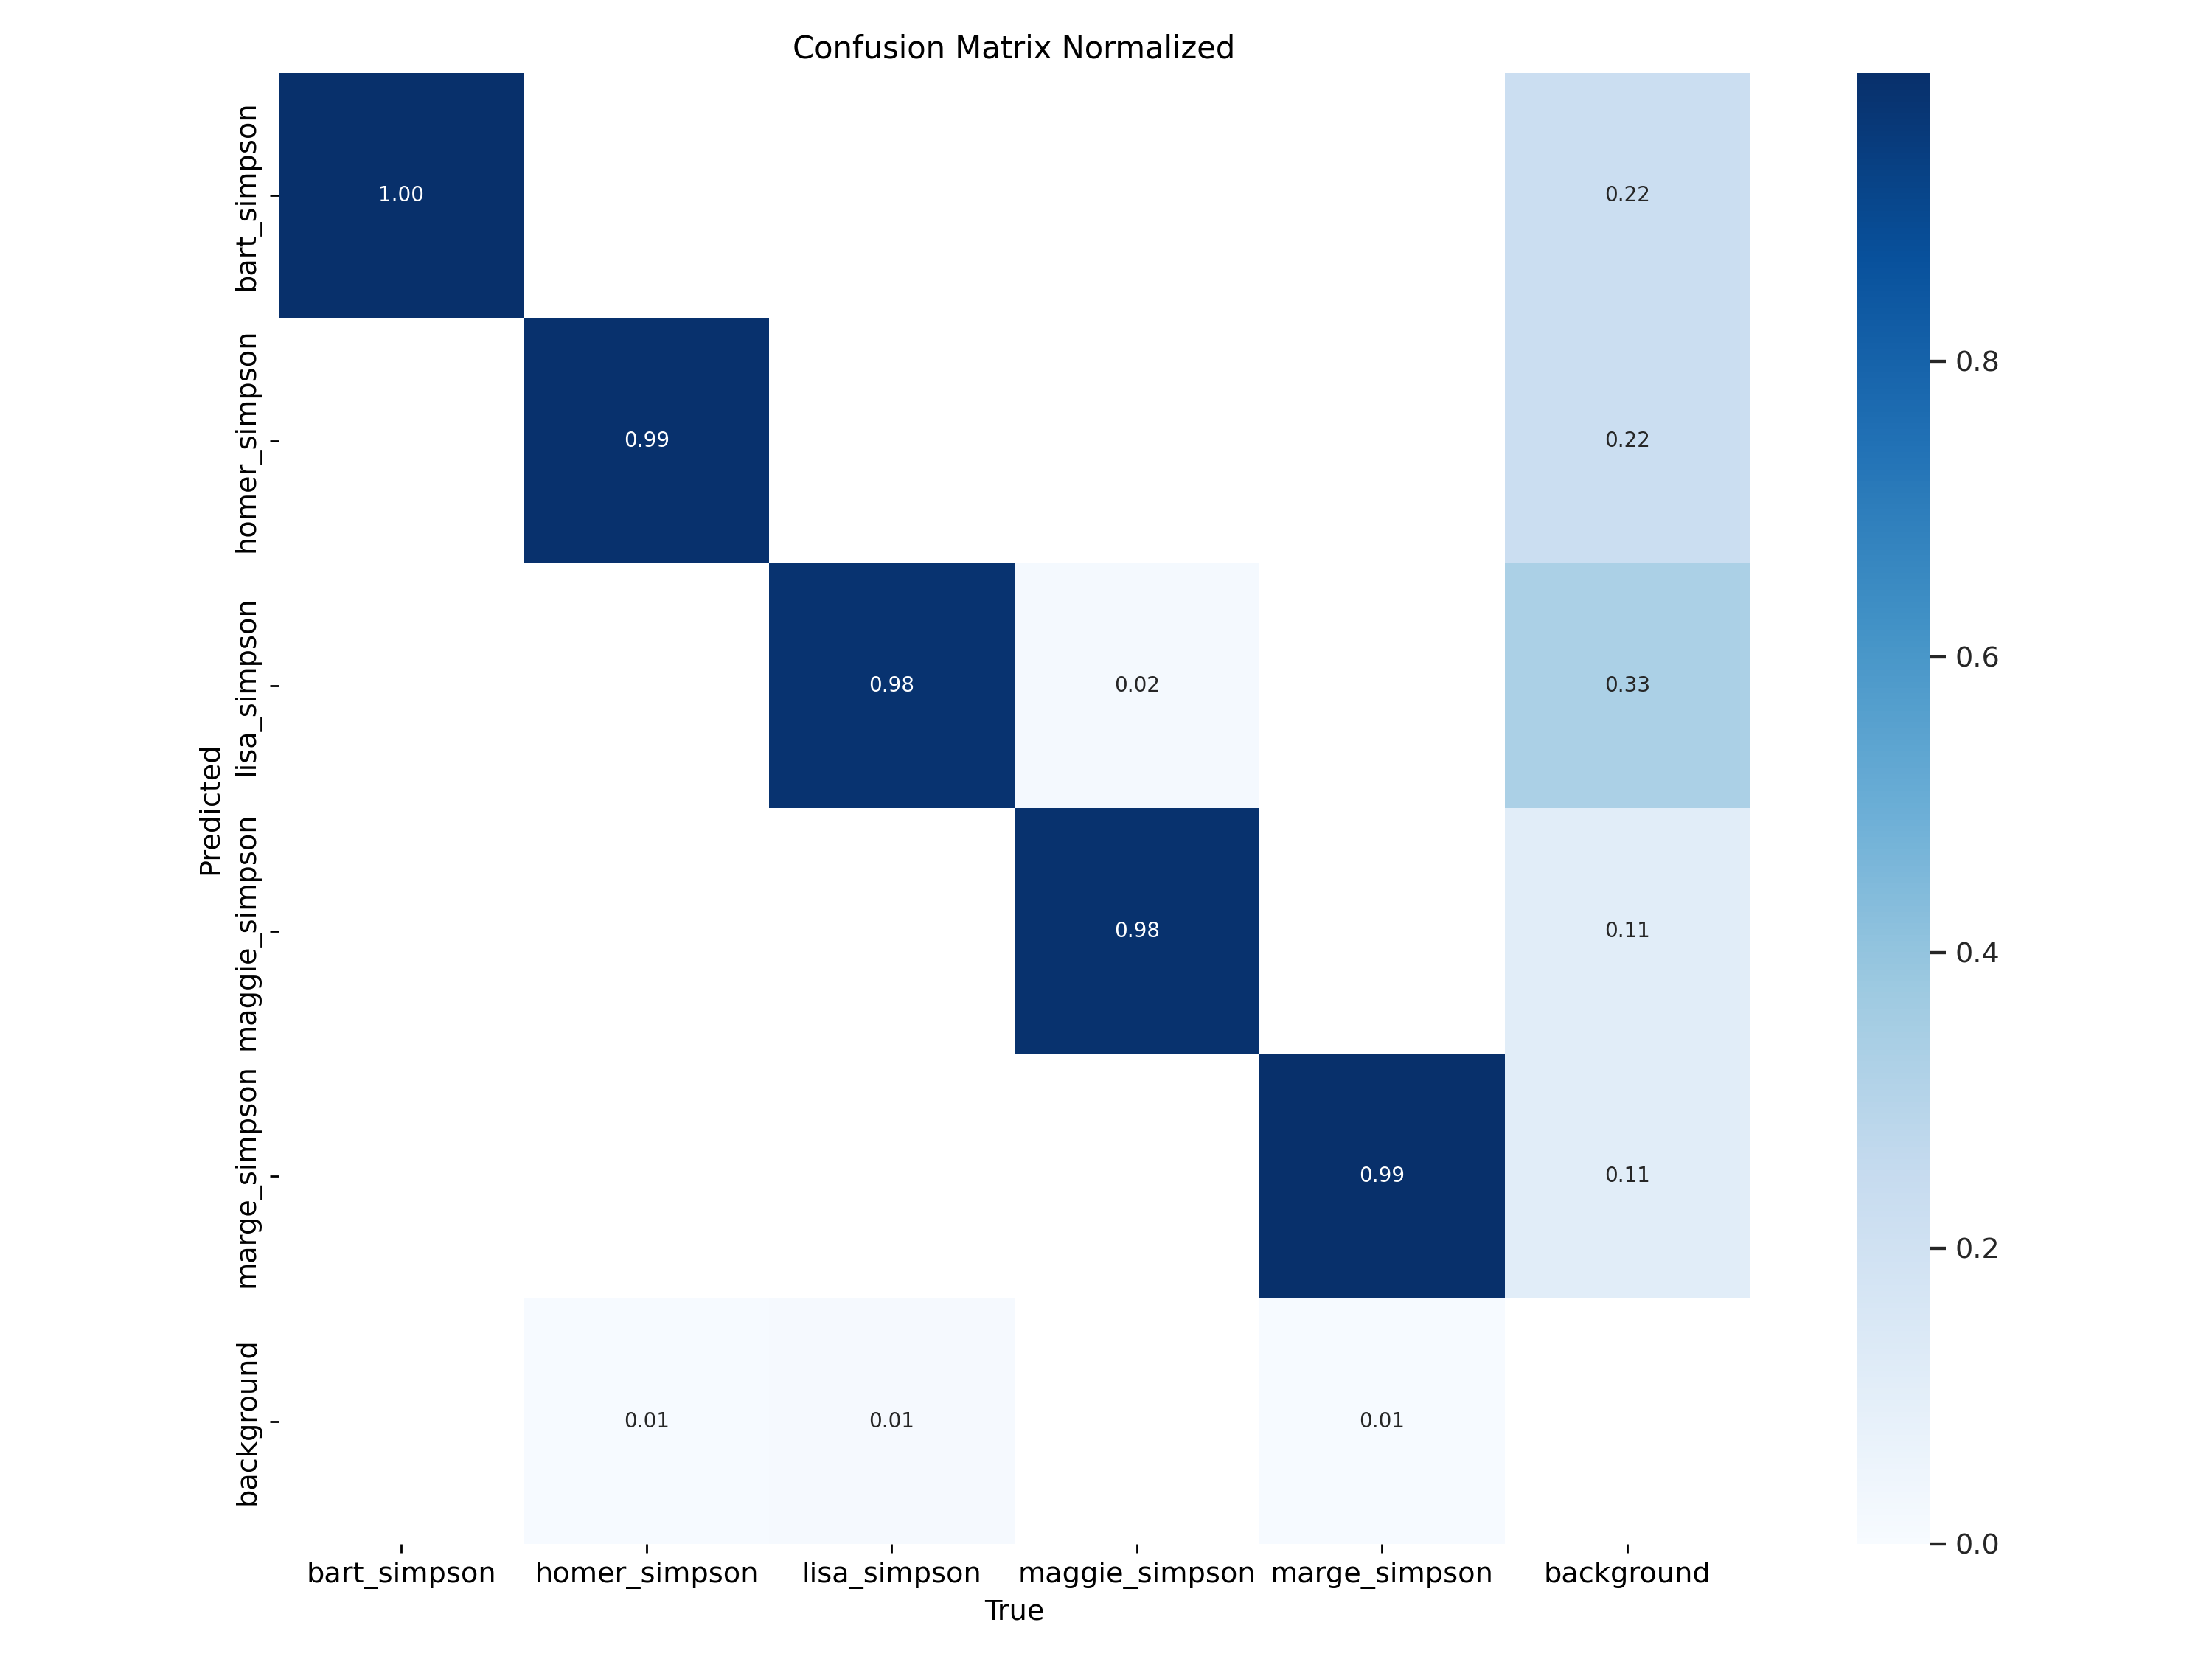 Confusion Matrix Normalized
bart_simpson
1.00
0.22
homer_simpson
0.99
0.22
lisa_simpson
0.98
0.02
0.33
maggie_simpson
0.98
0.11
marge_simpson
0.99
0.11
background
0.01
0.01
0.01
Predicted
bart_simpson
homer_simpson
lisa_simpson
maggie_simpson
marge_simpson
background
True
0.8
0.6
0.4
0.2
0.0